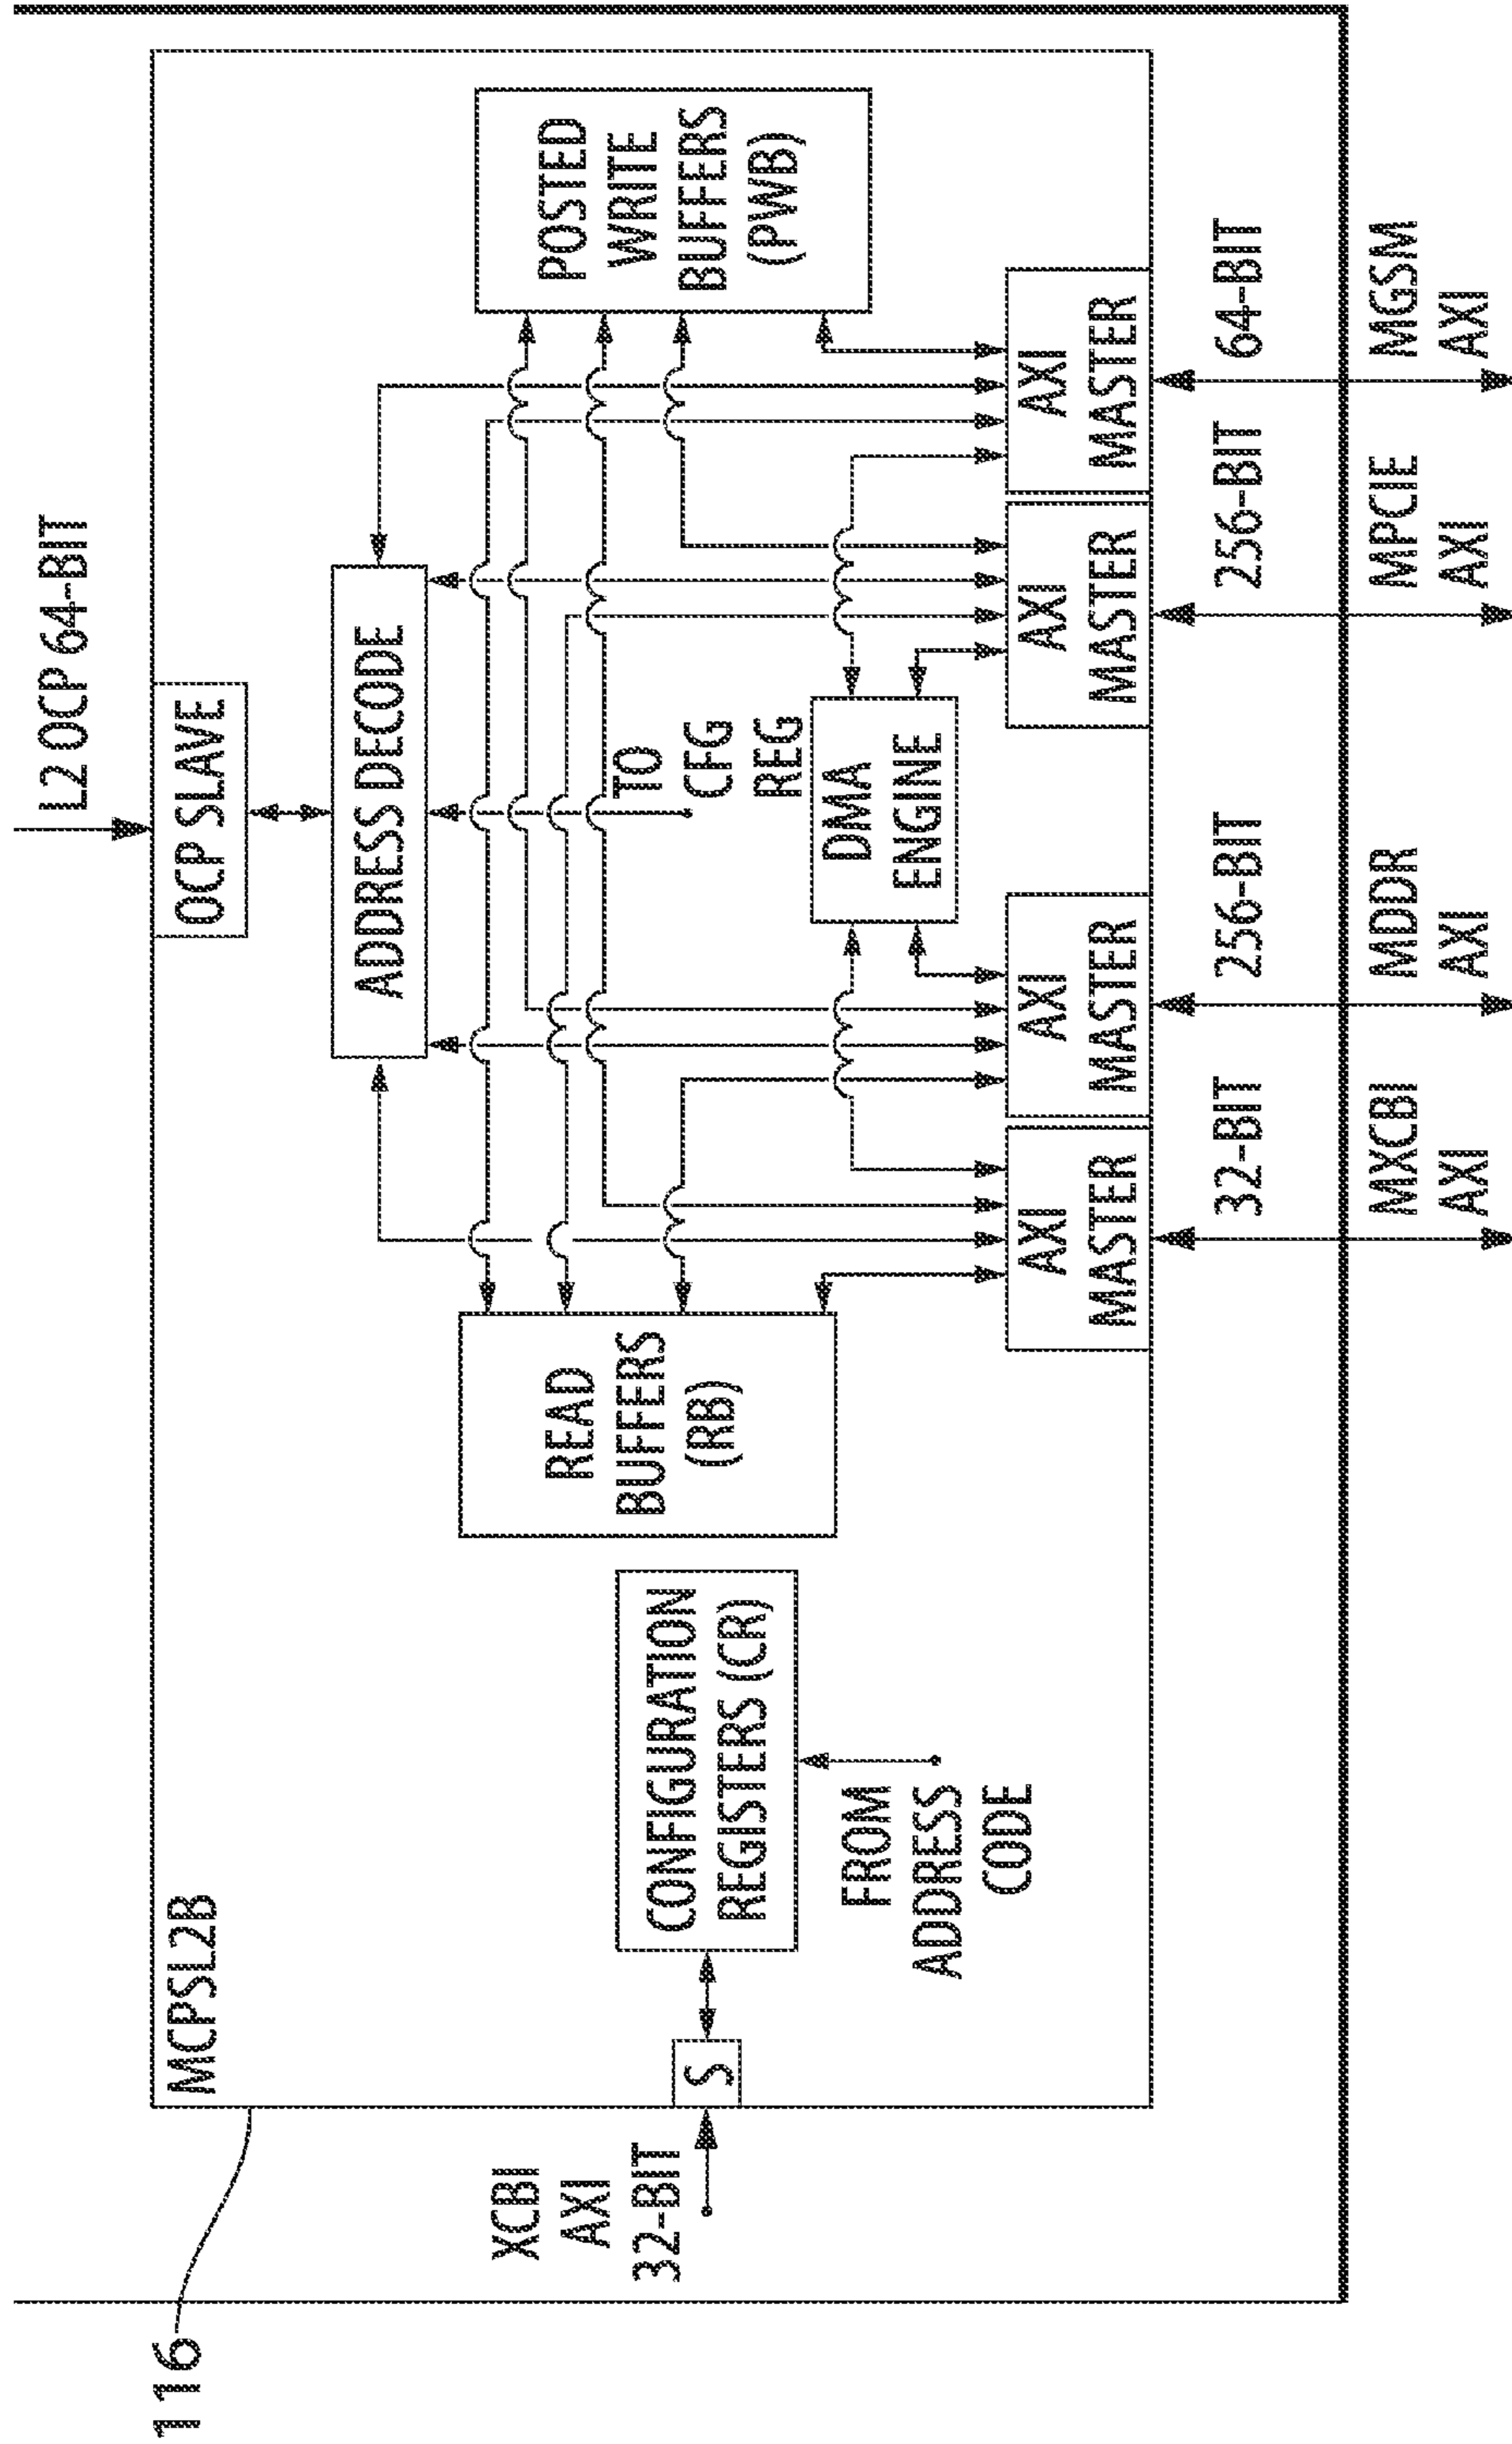 L2 OCP 64-BIT
116
MCPSL2B
OCP SLAVE
ADDRESS DECODE
XCBI
AXI
32-BIT
S
CONFIGURATION
REGISTERS (CR)
FROM
ADDRESS
CODE
READ
BUFFERS
(RB)
TO
CFG
REG
DMA
ENGINE
POSTED
WRITE
BUFFERS
(PWB)
AXI
MASTER
AXI
MASTER
AXI
MASTER
AXI
MASTER
32-BIT
256-BIT
256-BIT
64-BIT
MXCBI
AXI
MDDR
AXI
MPCIE
AXI
MGSM
AXI